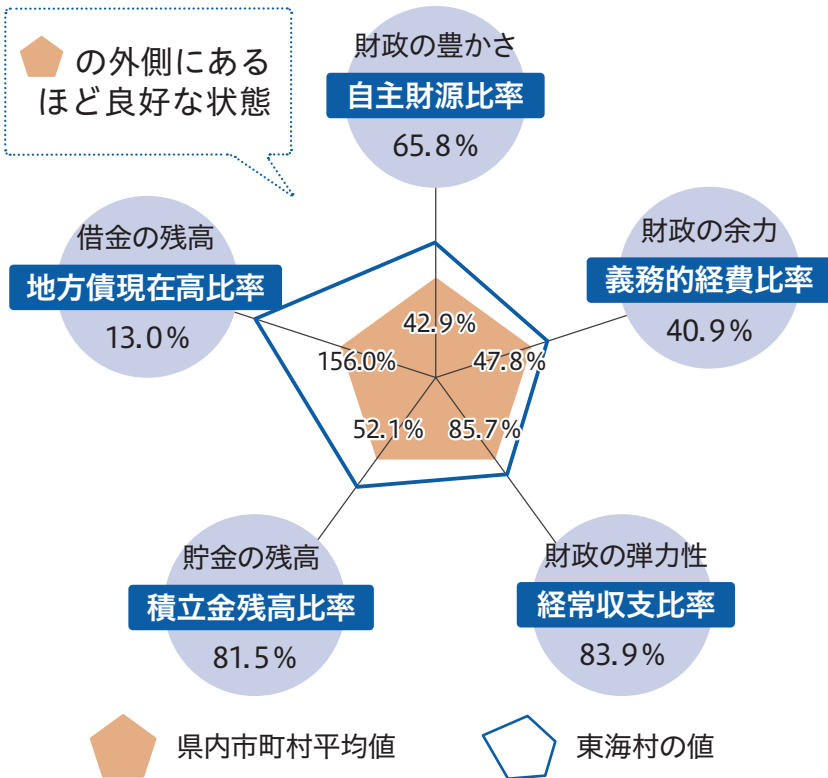 の外側にある
ほど良好な状態
財政の豊かさ
自主財源比率
65.8%
借金の残高
地方債現在高比率
13.0%
財政の余力
義務的経費比率
40.9%
42.9%
156.0%
47.8%
52.1%
85.7%
貯金の残高
積立金残高比率
81.5%
財政の弾力性
経常収支比率
83.9%
県内市町村平均値
東海村の値